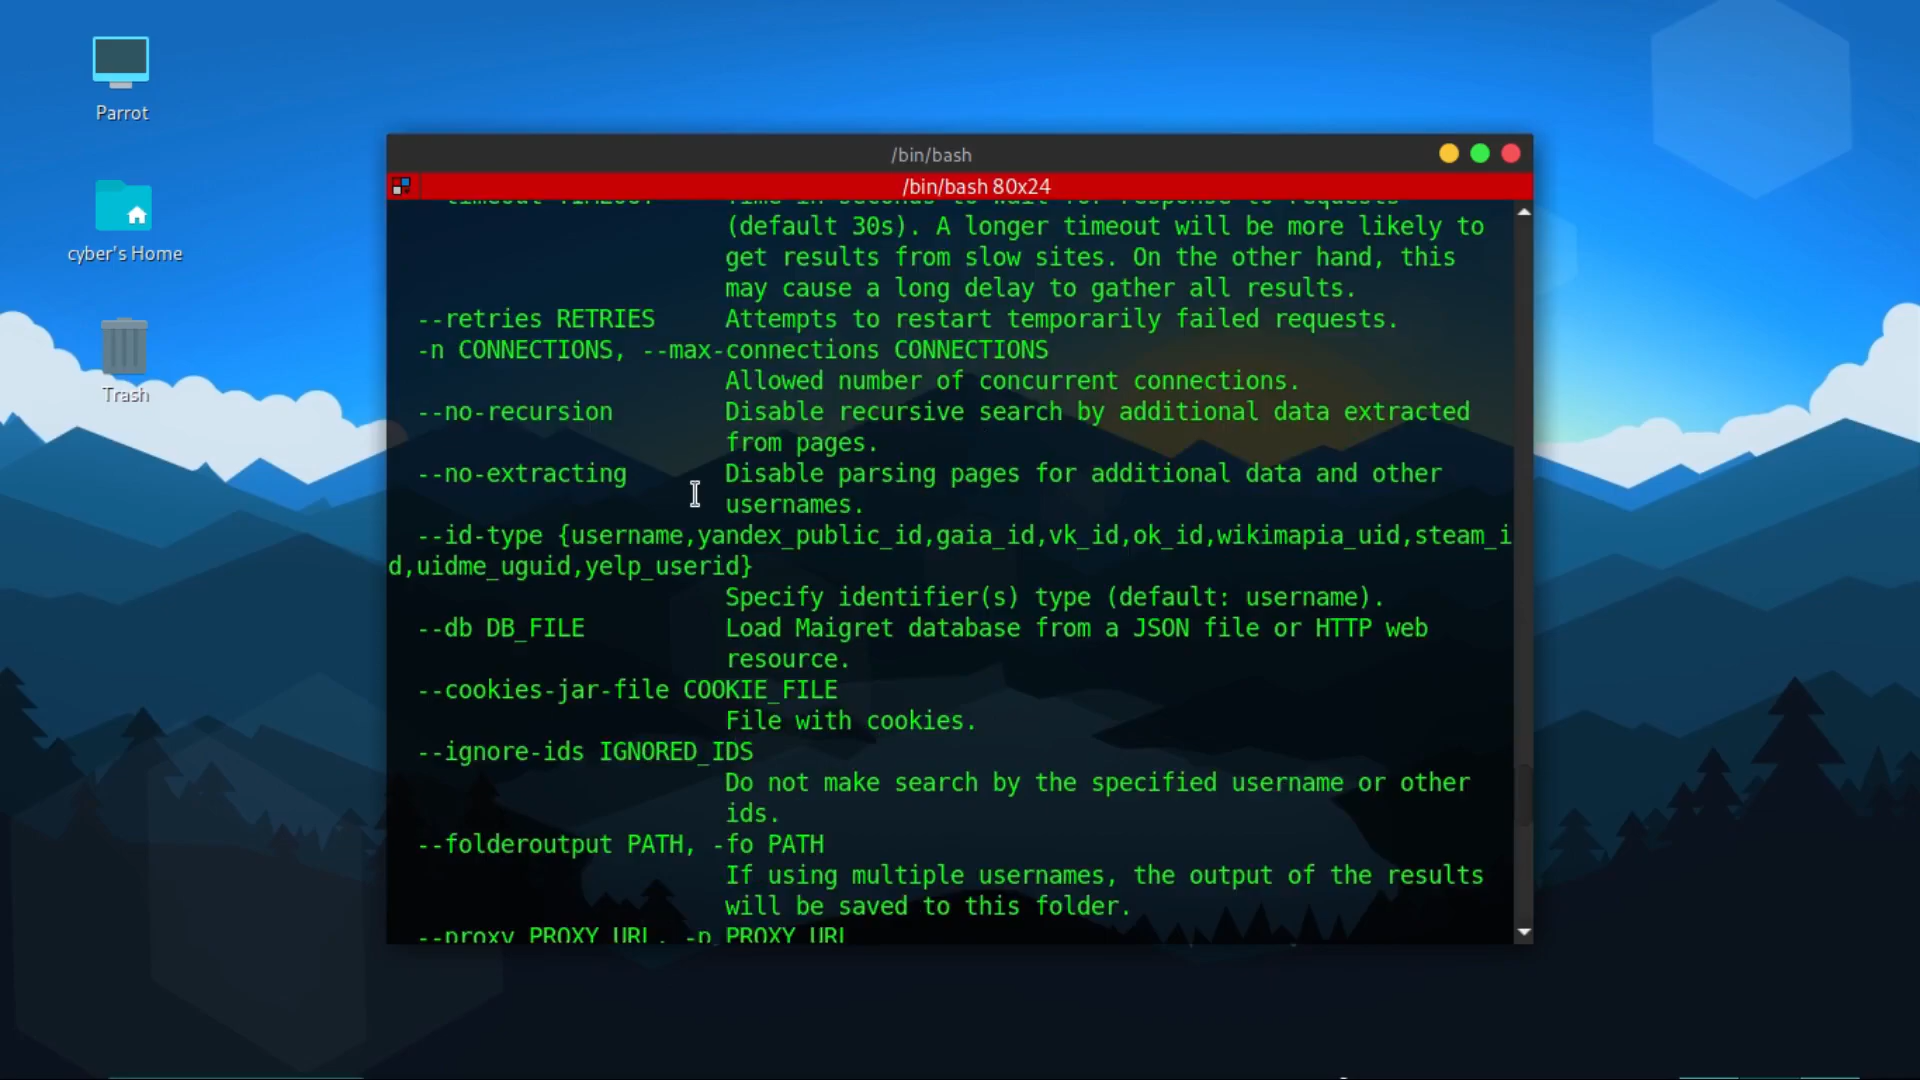 Parrot
cyber's Home
Trash
/bin/bash
/bin/bash 80x24
(default 30s). A longer timeout will be more likely to
get results from slow sites. On the other hand, this
may cause a long delay to gather all results.
--retries RETRIES Attempts to restart temporarily failed requests.
-n CONNECTIONS, --max-connections CONNECTIONS
Allowed number of concurrent connections.
--no-recursion Disable recursive search by additional data extracted
from pages.
--no-extracting Disable parsing pages for additional data and other
usernames.
--id-type {username,yandex_public_id,gaia_id,vk_id,ok_id,wikimapia_uid,steam_i
d,uidme_uguid,yelp_userid}
Specify identifier(s) type (default: username).
--db DB_FILE Load Maigret database from a JSON file or HTTP web
resource.
--cookies-jar-file COOKIE_FILE
File with cookies.
--ignore-ids IGNORED_IDS
Do not make search by the specified username or other
ids.
--folderoutput PATH, -fo PATH
If using multiple usernames, the output of the results
will be saved to this folder.
--proxy PROXY_URL, -p PROXY_URL